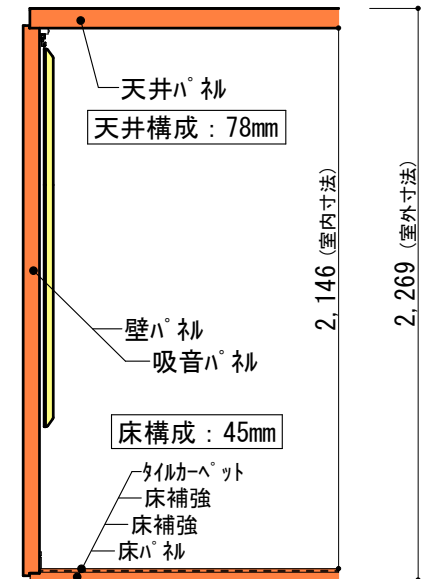 天井ﾊﾟﾈﾙ
天井構成：78mm
2,146（室内寸法）
2,269（室外寸法）
壁ﾊﾟﾈﾙ
吸音ﾊﾟﾈﾙ
床構成：45mm
ﾀｲﾙｶｰﾍﾟｯﾄ
床補強
床補強
床ﾊﾟﾈﾙ